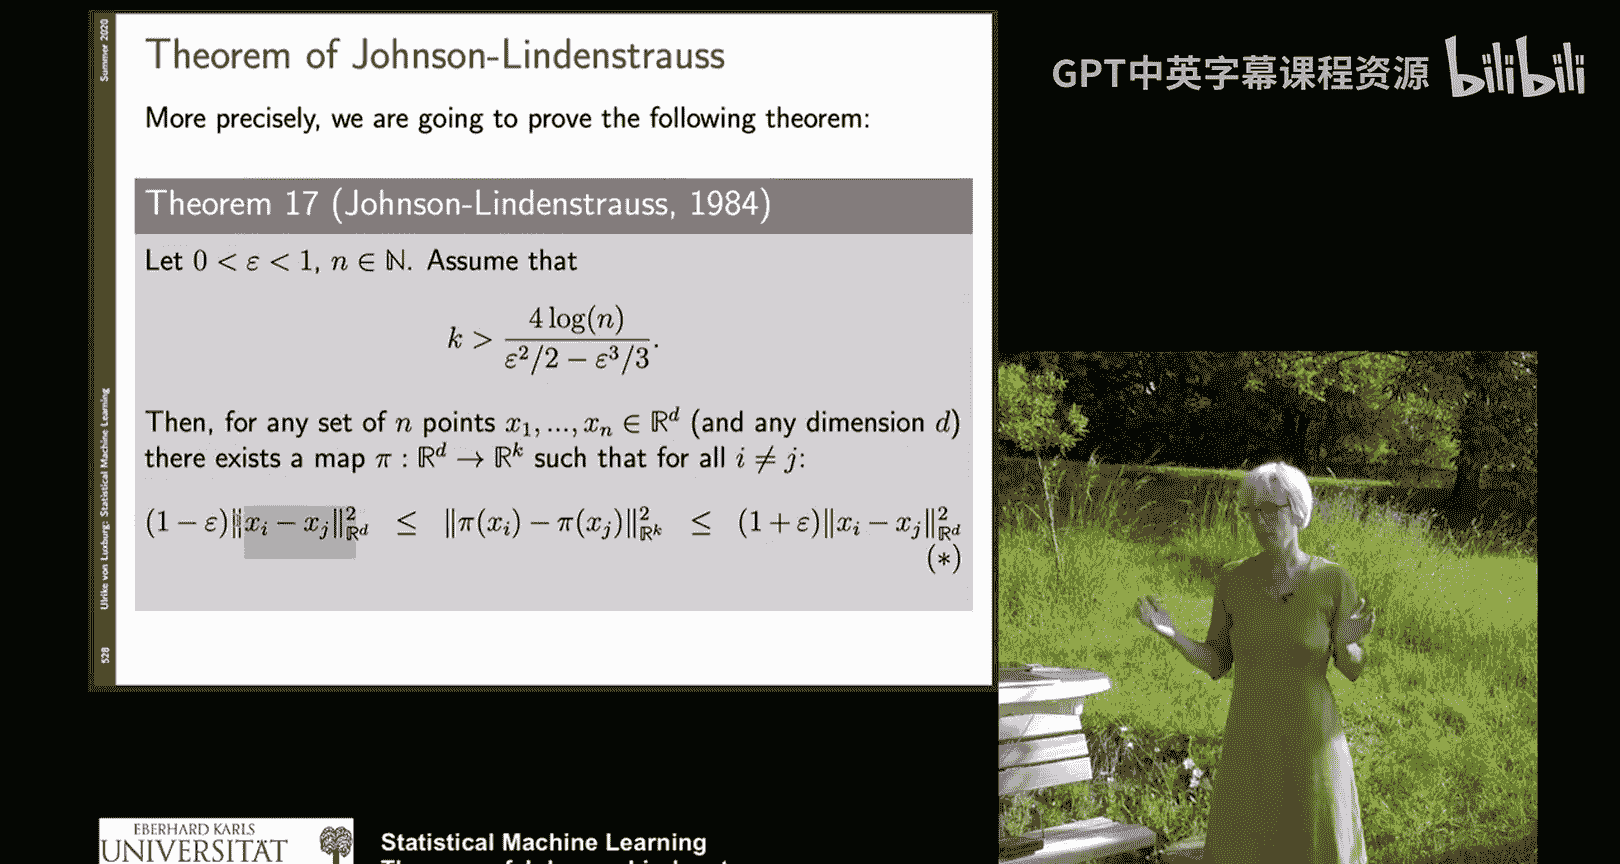 Summer 2020
Theorem of Johnson-Lindenstrauss
More precisely, we are going to prove the following theorem:
Theorem 17 (Johnson-Lindenstrauss, 1984)
Let 0 < ε < 1, n ∈ ℕ. Assume that
k > 4 log(n) / (ε²/2 − ε³/3).
Then, for any set of n points x₁, ..., xₙ ∈ ℝᵈ (and any dimension d)
there exists a map π : ℝᵈ → ℝᵏ such that for all i ≠ j:
(1 − ε)‖xᵢ − xⱼ‖²_ℝᵈ ≤ ‖π(xᵢ) − π(xⱼ)‖²_ℝᵏ ≤ (1 + ε)‖xᵢ − xⱼ‖²_ℝᵈ
(∗)
Ulrike von Luxburg: Statistical Machine Learning
528
GPT中英字幕课程资源 bilibili
EBERHARD KARLS
UNIVERSITÄT
Statistical Machine Learning